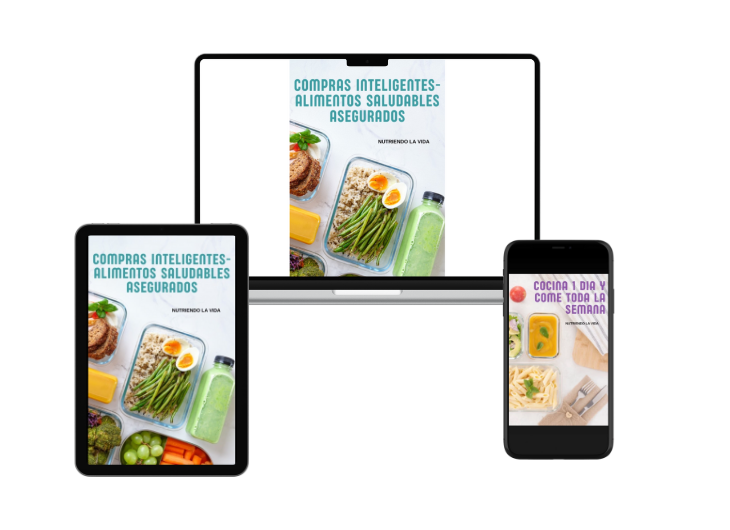 COMPRAS INTELIGENTES-
ALIMENTOS SALUDABLES
ASEGURADOS
NUTRIENDO LA VIDA
COMPRAS INTELIGENTES-
ALIMENTOS SALUDABLES
ASEGURADOS
NUTRIENDO LA VIDA
COCINA 1 DIA Y
COME TODA LA
SEMANA
NUTRIENDO LA VIDA